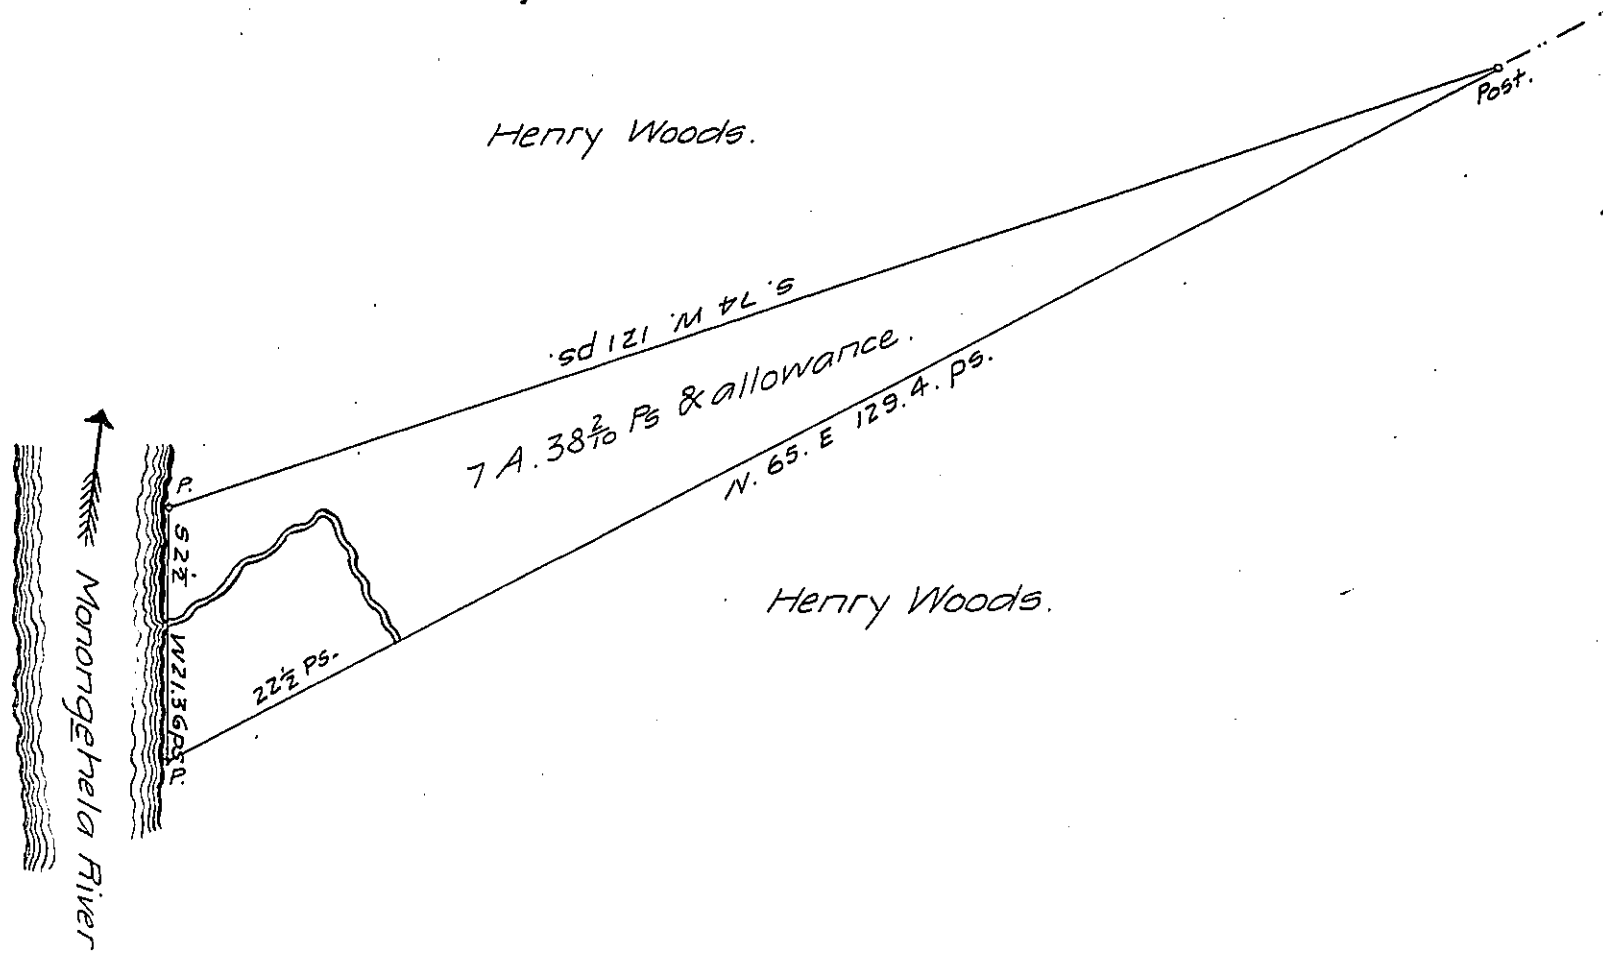 Henry Woods.
Post.
S. 74 W. 121 ps.
7 A. 38 2/10 Ps & allowance.
N. 65. E 129.4. ps.
P.
S 2 1/2
W 21.36 ps
P.
22 1/2 Ps.
Henry Woods.
Monongehela River